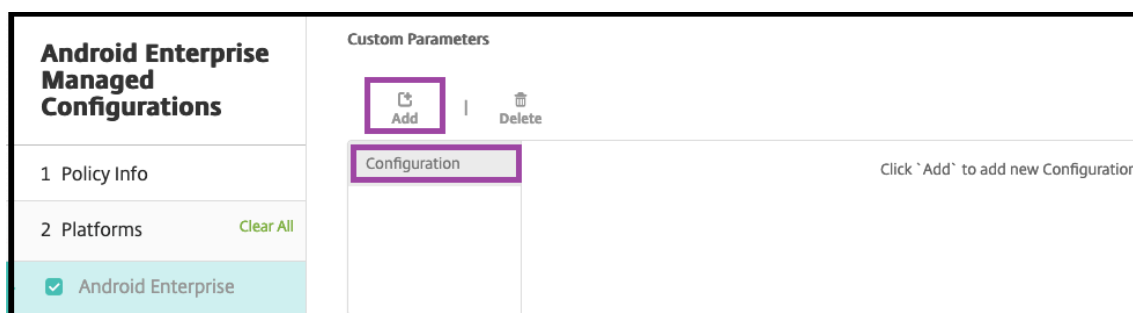 Android Enterprise
Managed
Configurations
1 Policy Info
2 Platforms
Clear All
Android Enterprise
Custom Parameters
Add
Delete
Configuration
Click `Add` to add new Configuration